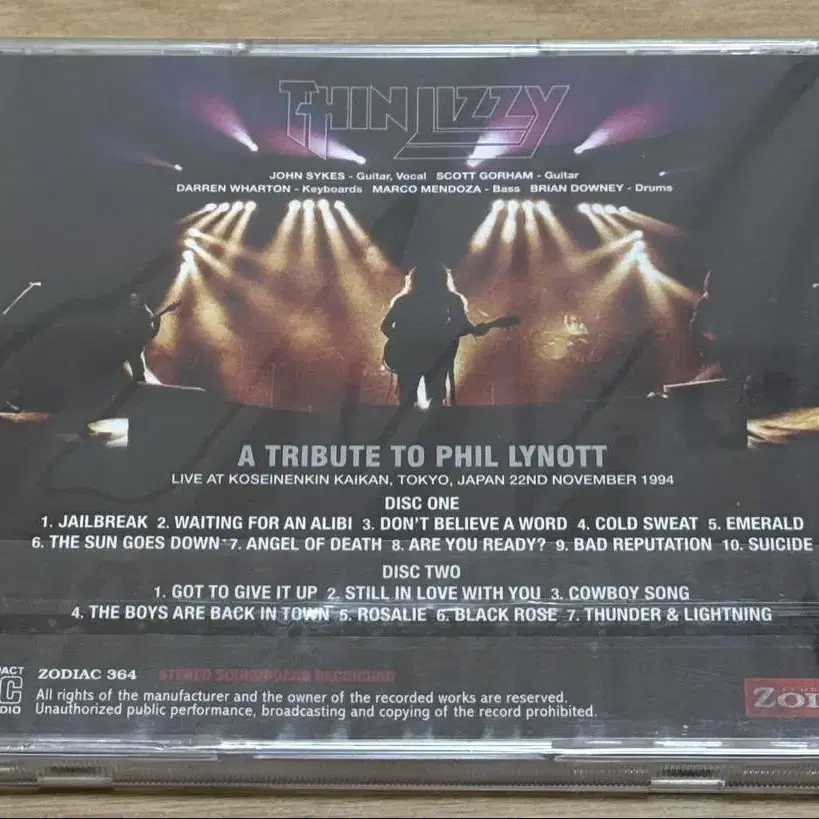 THIN LIZZY
JOHN SYKES - Guitar, Vocal SCOTT GORHAM - Guitar
DARREN WHARTON - Keyboards MARCO MENDOZA - Bass BRIAN DOWNEY - Drums
A TRIBUTE TO PHIL LYNOTT
LIVE AT KOSEINENKIN KAIKAN, TOKYO, JAPAN 22ND NOVEMBER 1994
DISC ONE
1. JAILBREAK 2. WAITING FOR AN ALIBI 3. DON'T BELIEVE A WORD 4. COLD SWEAT 5. EMERALD
6. THE SUN GOES DOWN 7. ANGEL OF DEATH 8. ARE YOU READY? 9. BAD REPUTATION 10. SUICIDE
DISC TWO
1. GOT TO GIVE IT UP 2. STILL IN LOVE WITH YOU 3. COWBOY SONG
4. THE BOYS ARE BACK IN TOWN 5. ROSALIE 6. BLACK ROSE 7. THUNDER & LIGHTNING
ZODIAC 364 STEREO SOUNDBOARD RECORDING
All rights of the manufacturer and the owner of the recorded works are reserved.
Unauthorized public performance, broadcasting and copying of the record prohibited.